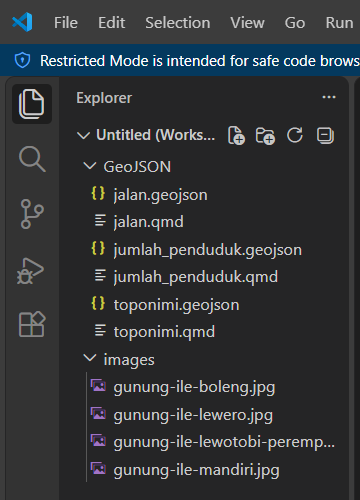 File Edit Selection View Go Run
Restricted Mode is intended for safe code brows
Explorer
Untitled (Works...
GeoJSON
jalan.geojson
jalan.qmd
jumlah_penduduk.geojson
jumlah_penduduk.qmd
toponimi.geojson
toponimi.qmd
images
gunung-ile-boleng.jpg
gunung-ile-lewero.jpg
gunung-ile-lewotobi-peremp...
gunung-ile-mandiri.jpg